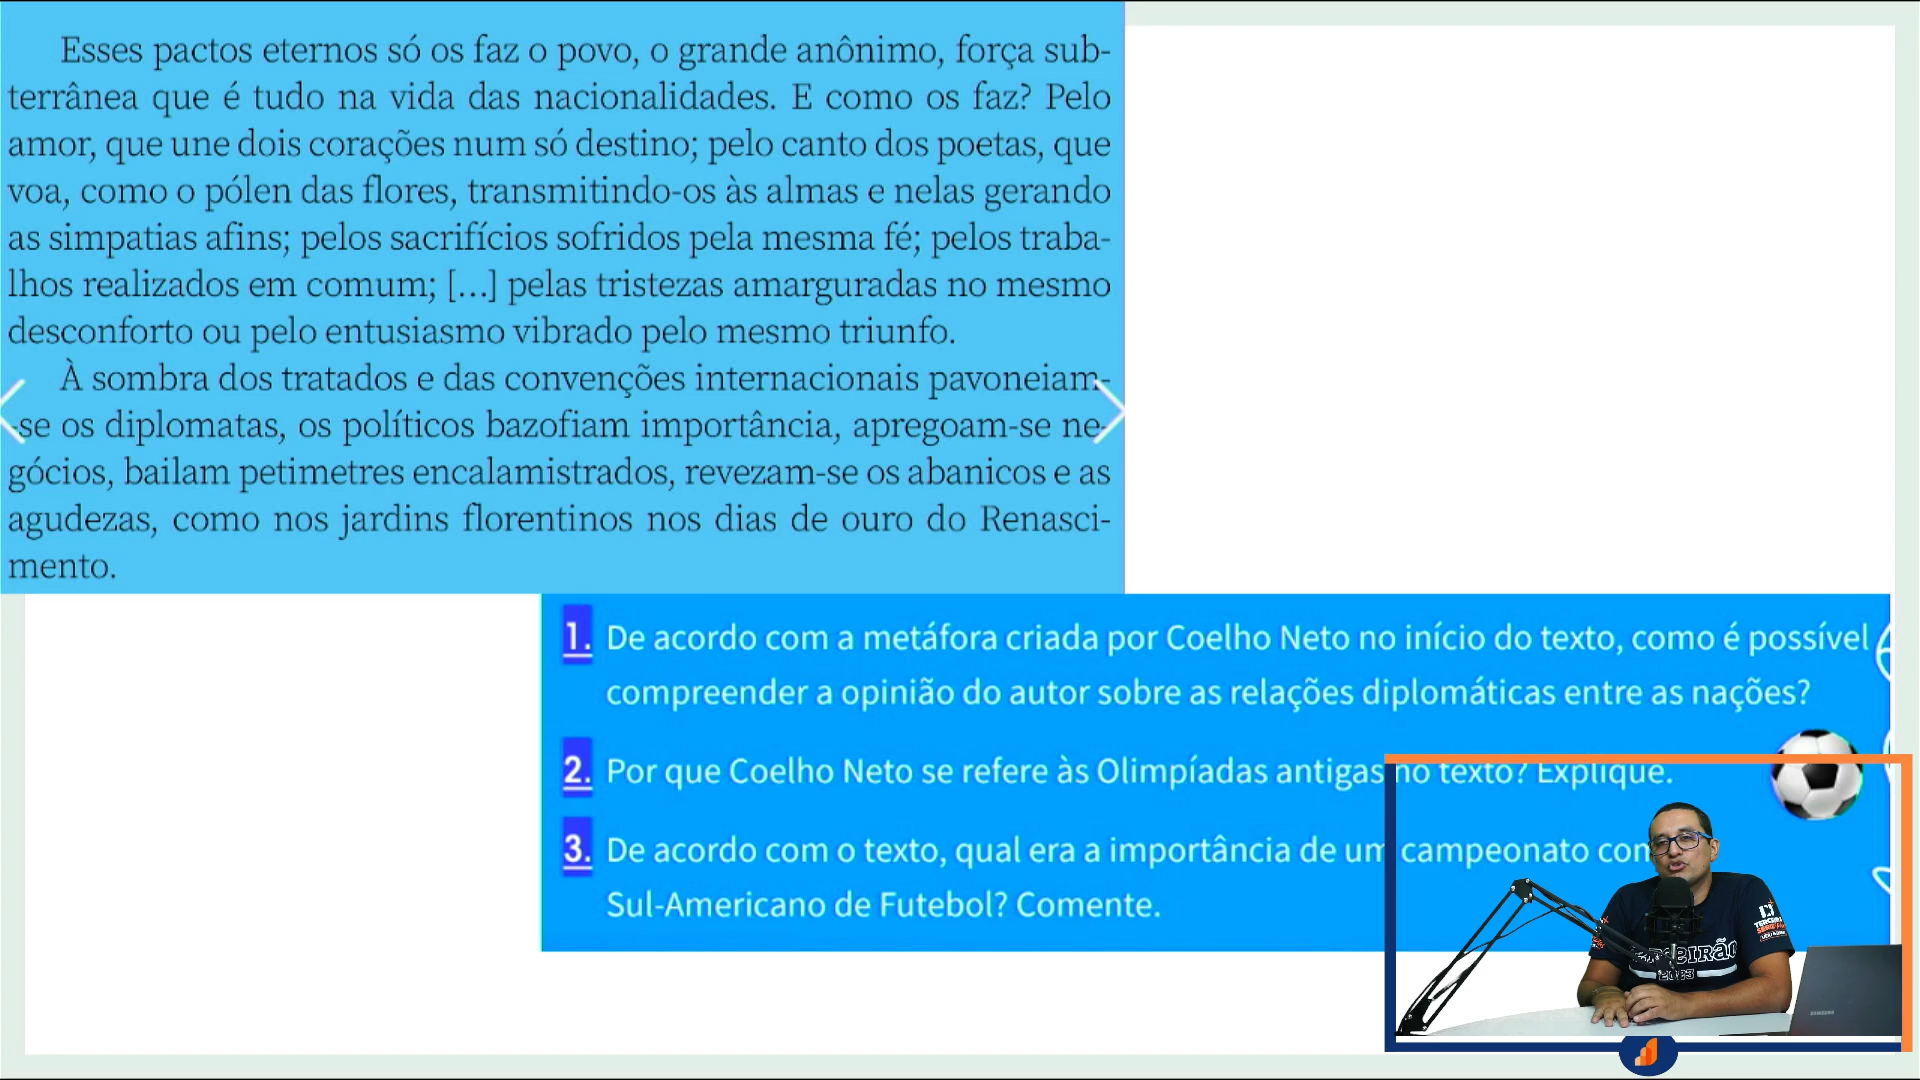 Esses pactos eternos só os faz o povo, o grande anônimo, força sub-
terrânea que é tudo na vida das nacionalidades. E como os faz? Pelo
amor, que une dois corações num só destino; pelo canto dos poetas, que
voa, como o pólen das flores, transmitindo-os às almas e nelas gerando
as simpatias afins; pelos sacrifícios sofridos pela mesma fé; pelos traba-
lhos realizados em comum; [...] pelas tristezas amarguradas no mesmo
desconforto ou pelo entusiasmo vibrado pelo mesmo triunfo.
À sombra dos tratados e das convenções internacionais pavoneiam-
-se os diplomatas, os políticos bazofiam importância, apregoam-se ne-
gócios, bailam petimetres encalamistrados, revezam-se os abanicos e as
agudezas, como nos jardins florentinos nos dias de ouro do Renasci-
mento.
1. De acordo com a metáfora criada por Coelho Neto no início do texto, como é possível
compreender a opinião do autor sobre as relações diplomáticas entre as nações?
2. Por que Coelho Neto se refere às Olimpíadas antigas no texto? Explique.
3. De acordo com o texto, qual era a importância de um campeonato com
Sul-Americano de Futebol? Comente.
2023
SAMSUNG